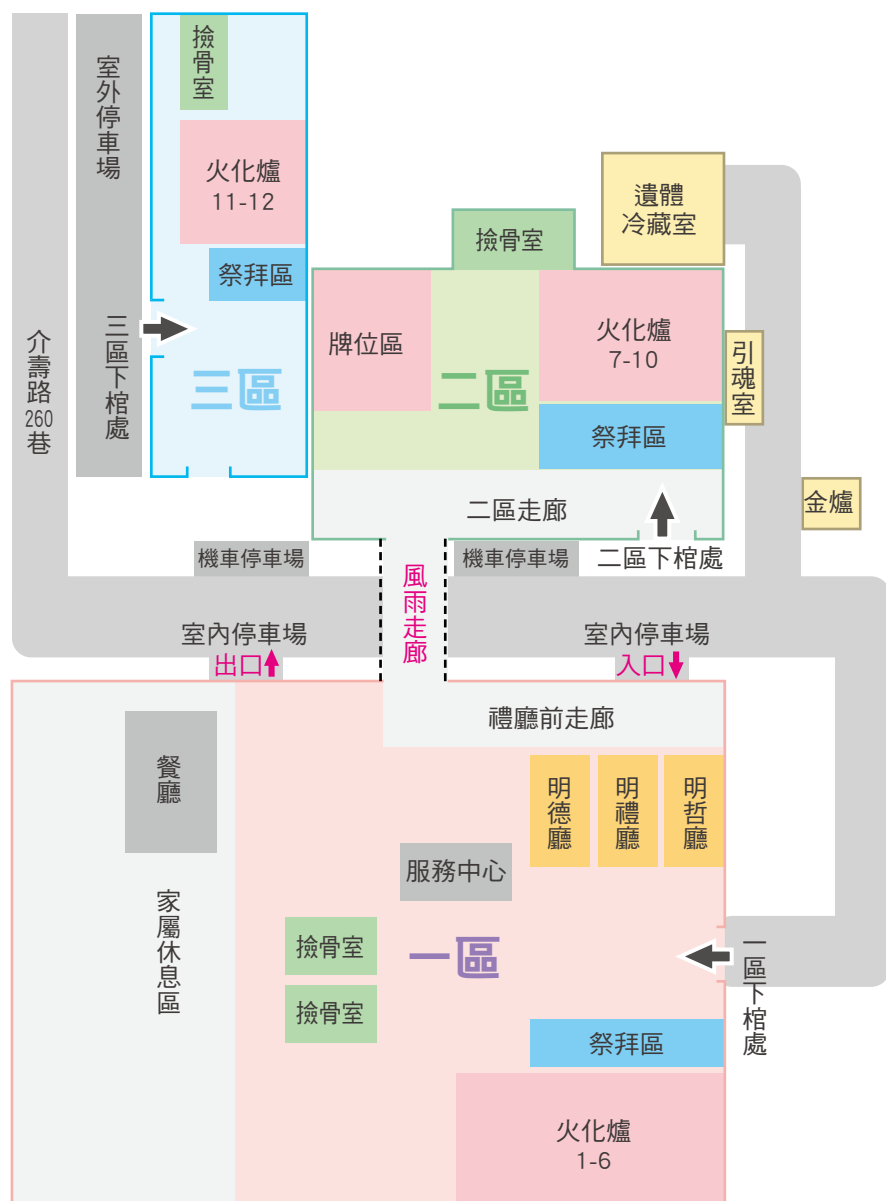 室外停車場
撿骨室
火化爐
11-12
祭拜區
三區下棺處
三區
介壽路260巷
撿骨室
遺體
冷藏室
牌位區
二區
火化爐
7-10
引魂室
祭拜區
金爐
二區走廊
機車停車場
機車停車場
二區下棺處
風雨走廊
室內停車場
出口
室內停車場
入口
禮廳前走廊
餐廳
明德廳
明禮廳
明哲廳
服務中心
家屬休息區
撿骨室
一區
一區下棺處
撿骨室
祭拜區
火化爐
1-6